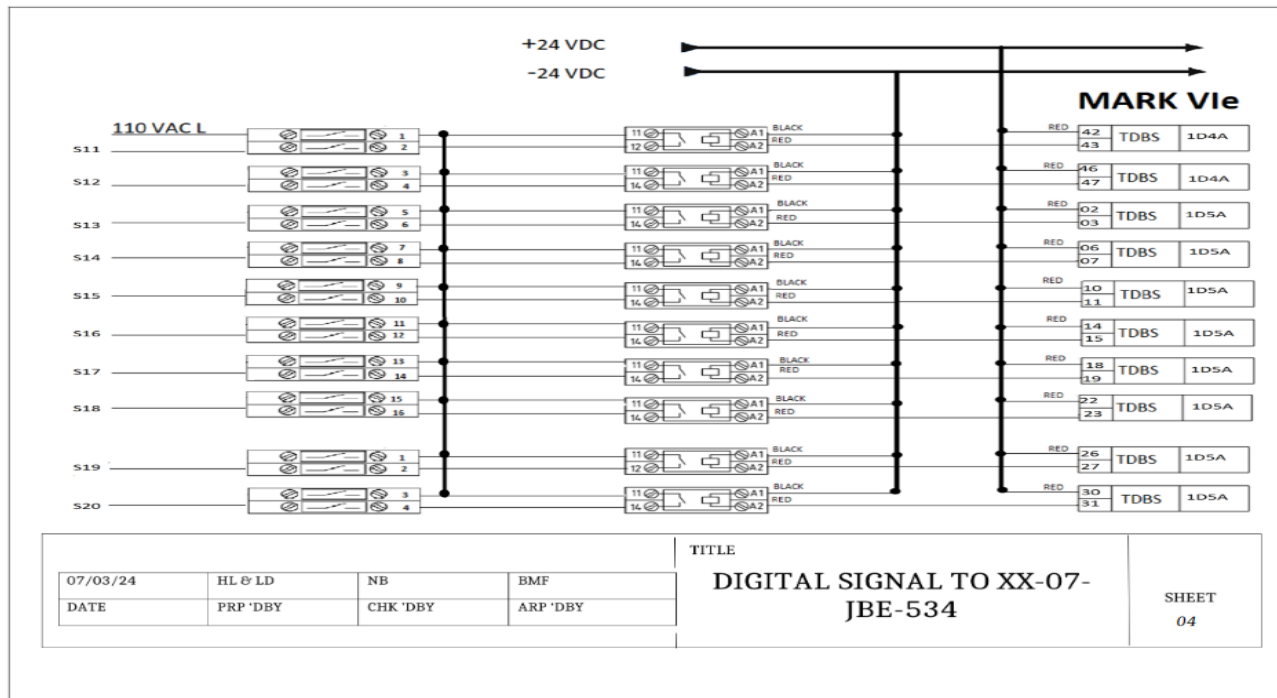 +24 VDC
-24 VDC
MARK VIe
110 VAC L
S11 1 2 11 12 A1 A2 BLACK RED RED 42 43 TDBS 1D4A
S12 3 4 11 14 A1 A2 BLACK RED RED 46 47 TDBS 1D4A
S13 5 6 11 14 A1 A2 BLACK RED RED 02 03 TDBS 1D5A
S14 7 8 11 14 A1 A2 BLACK RED RED 06 07 TDBS 1D5A
S15 9 10 11 14 A1 A2 BLACK RED RED 10 11 TDBS 1D5A
S16 11 12 11 14 A1 A2 BLACK RED RED 14 15 TDBS 1D5A
S17 13 14 11 14 A1 A2 BLACK RED RED 18 19 TDBS 1D5A
S18 15 16 11 14 A1 A2 BLACK RED RED 22 23 TDBS 1D5A
S19 1 2 11 12 A1 A2 BLACK RED RED 26 27 TDBS 1D5A
S20 3 4 11 14 A1 A2 BLACK RED RED 30 31 TDBS 1D5A
07/03/24 HL & LD NB BMF
DATE PRP 'DBY CHK 'DBY ARP 'DBY
TITLE
DIGITAL SIGNAL TO XX-07-
JBE-534
SHEET
04